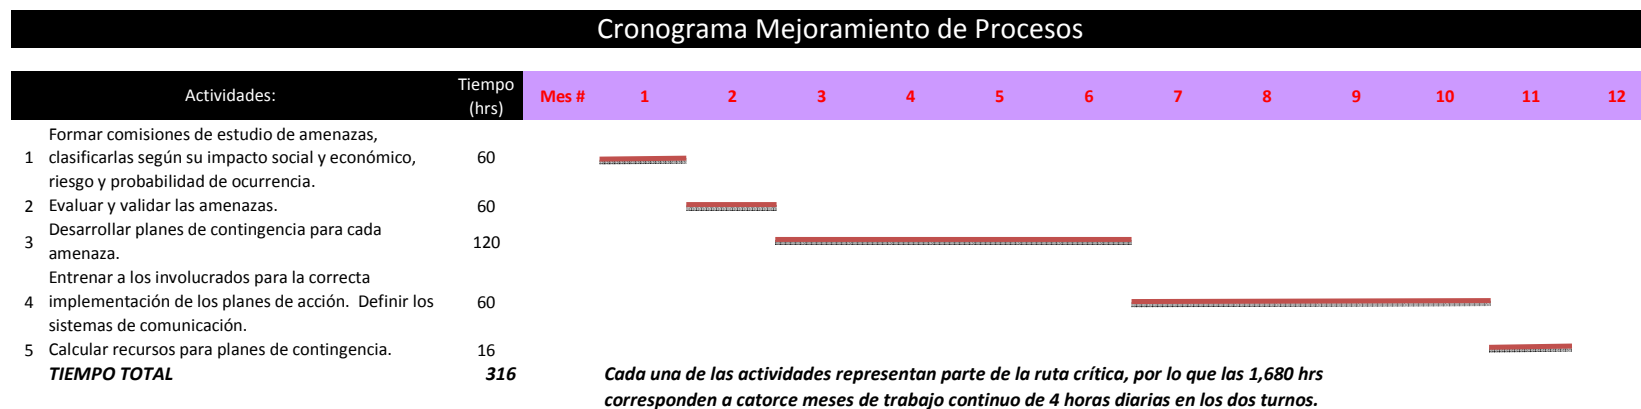 Cronograma Mejoramiento de Procesos
Actividades: Tiempo (hrs) Mes # 1 2 3 4 5 6 7 8 9 10 11 12
Formar comisiones de estudio de amenazas,
1 clasificarlas según su impacto social y económico, 60
riesgo y probabilidad de ocurrencia.
2 Evaluar y validar las amenazas. 60
Desarrollar planes de contingencia para cada
3 amenaza. 120
Entrenar a los involucrados para la correcta
4 implementación de los planes de acción. Definir los 60
sistemas de comunicación.
5 Calcular recursos para planes de contingencia. 16
TIEMPO TOTAL 316
Cada una de las actividades representan parte de la ruta crítica, por lo que las 1,680 hrs
corresponden a catorce meses de trabajo continuo de 4 horas diarias en los dos turnos.